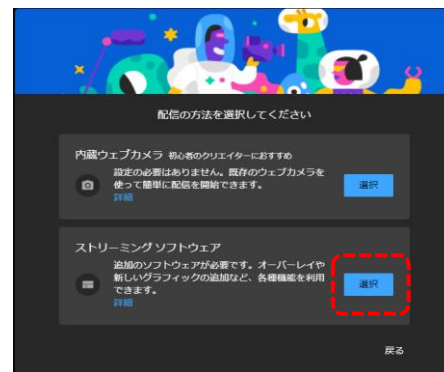 配信の方法を選択してください
内蔵ウェブカメラ 初心者のクリエイターにおすすめ
設定の必要はありません。既存のウェブカメラを
使って簡単に配信を開始できます。
詳細
選択
ストリーミングソフトウェア
追加のソフトウェアが必要です。オーバーレイや
新しいグラフィックの追加など、各種機能を利用
できます。
詳細
選択
戻る